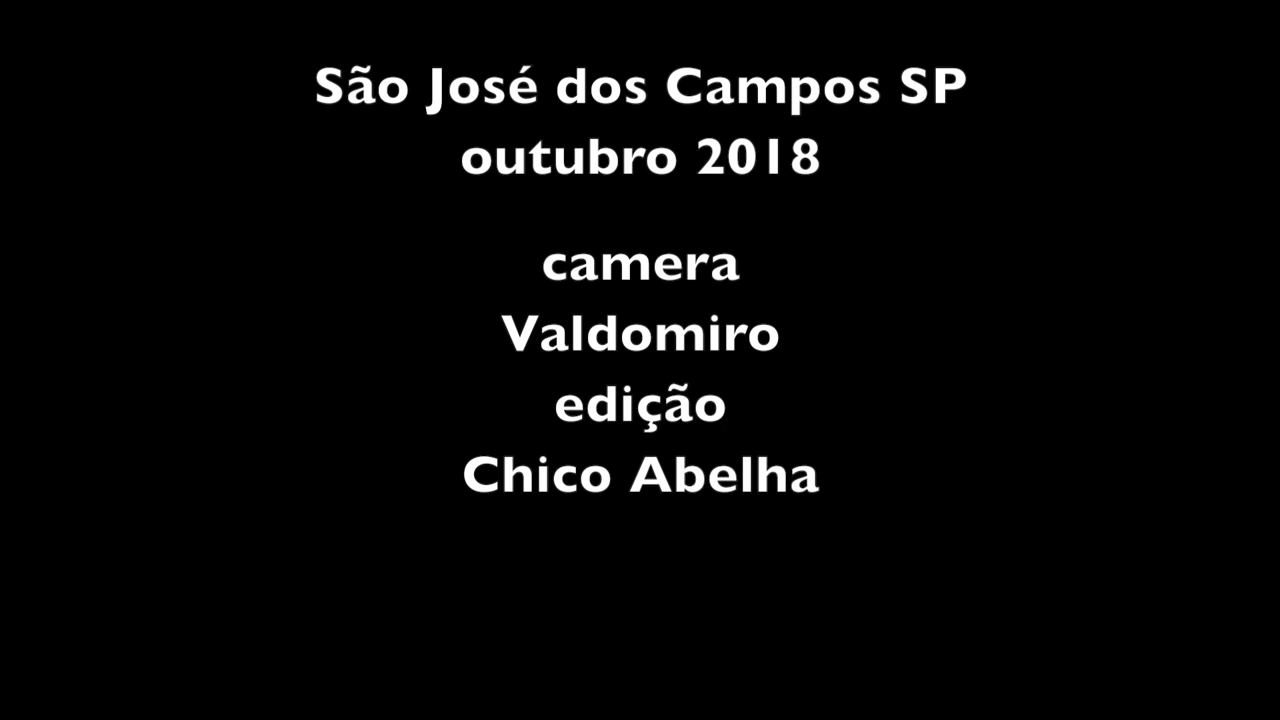 São José dos Campos SP
outubro 2018
camera
Valdomiro
edição
Chico Abelha